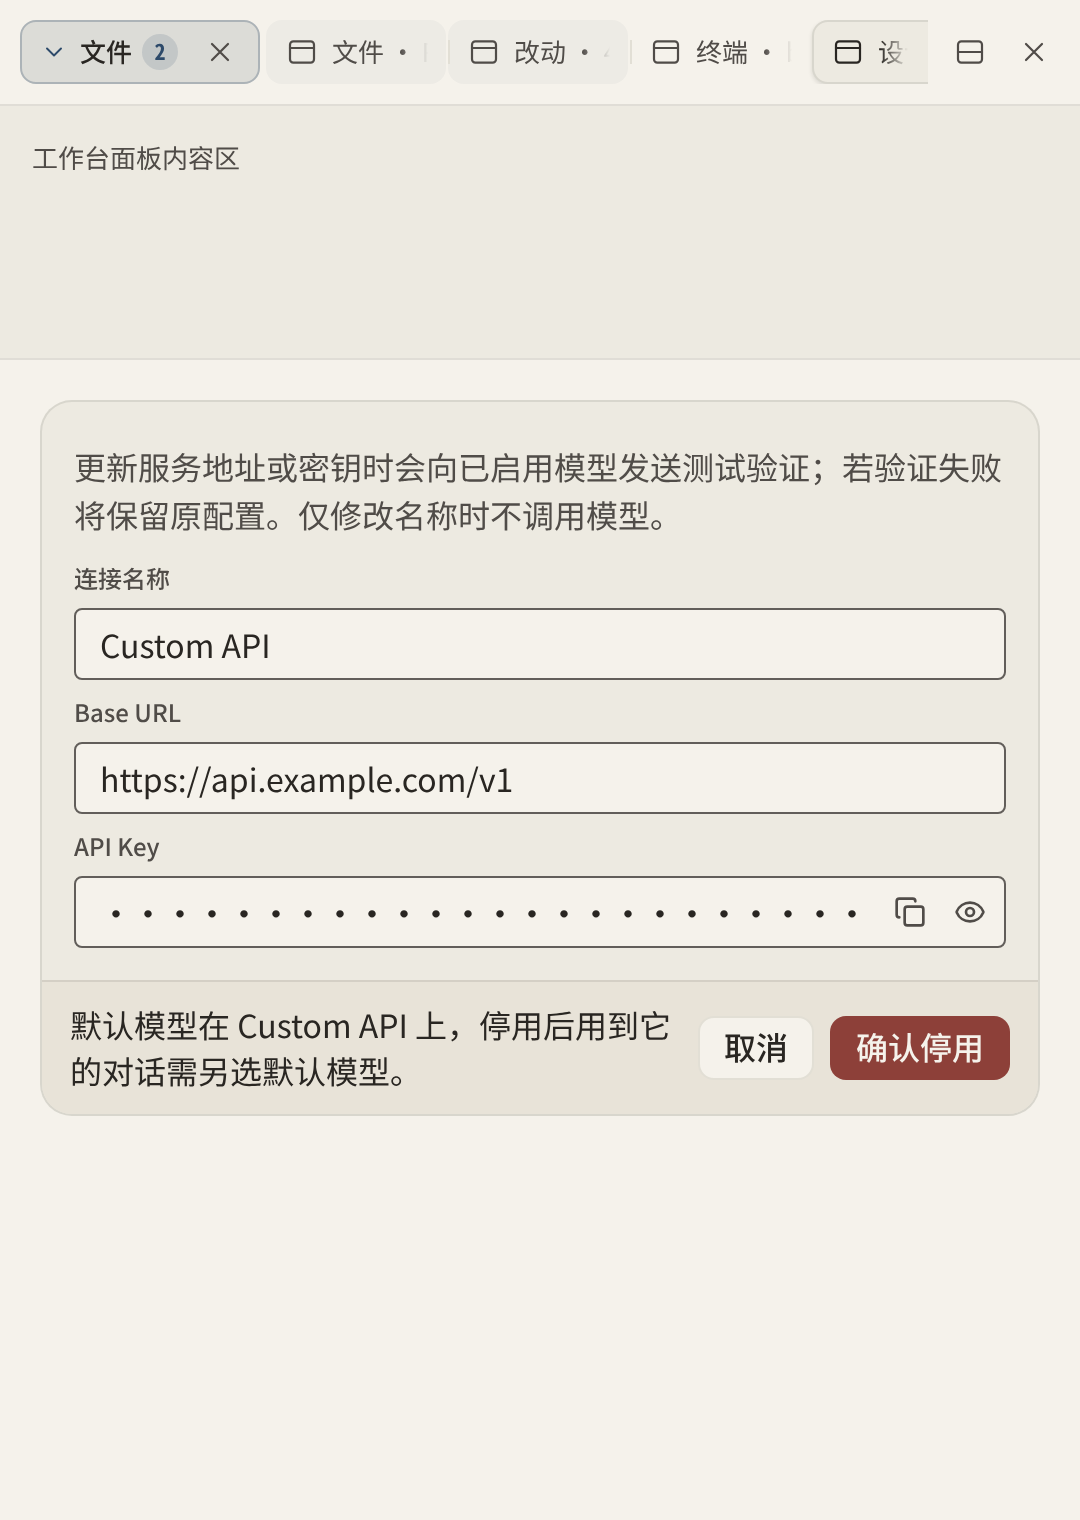 文件 2
文件 •
改动 •
终端 •
设
工作台面板内容区
更新服务地址或密钥时会向已启用模型发送测试验证；若验证失败
将保留原配置。仅修改名称时不调用模型。
连接名称
Custom API
Base URL
https://api.example.com/v1
API Key
••••••••••••••••••••••••
默认模型在 Custom API 上，停用后用到它
的对话需另选默认模型。
取消
确认停用